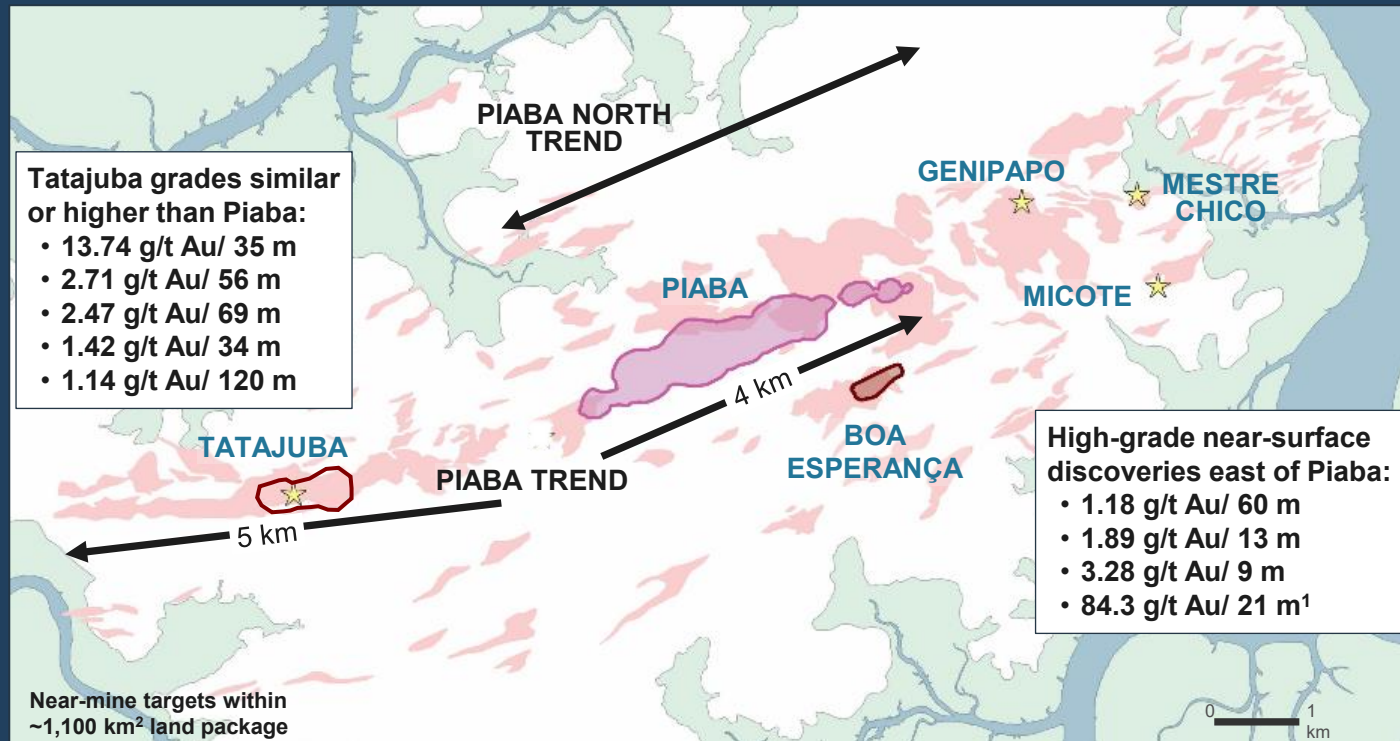 PIABA NORTH
TREND
Tatajuba grades similar
or higher than Piaba:
• 13.74 g/t Au/ 35 m
• 2.71 g/t Au/ 56 m
• 2.47 g/t Au/ 69 m
• 1.42 g/t Au/ 34 m
• 1.14 g/t Au/ 120 m
GENIPAPO
MESTRE
CHICO
PIABA
MICOTE
4 km
BOA
ESPERANÇA
TATAJUBA
PIABA TREND
5 km
High-grade near-surface
discoveries east of Piaba:
• 1.18 g/t Au/ 60 m
• 1.89 g/t Au/ 13 m
• 3.28 g/t Au/ 9 m
• 84.3 g/t Au/ 21 m¹
Near-mine targets within
~1,100 km² land package
0 1
km